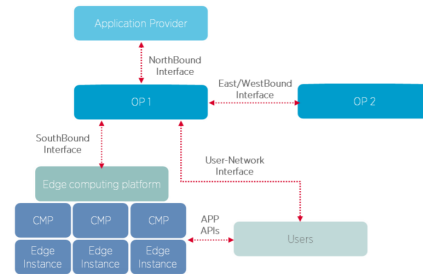 Application Provider
NorthBound
Interface
OP 1
East/WestBound
Interface
OP 2
SouthBound
Interface
User-Network
Interface
Edge computing platform
CMP
CMP
CMP
APP
APIs
Users
Edge
Instance
Edge
Instance
Edge
Instance